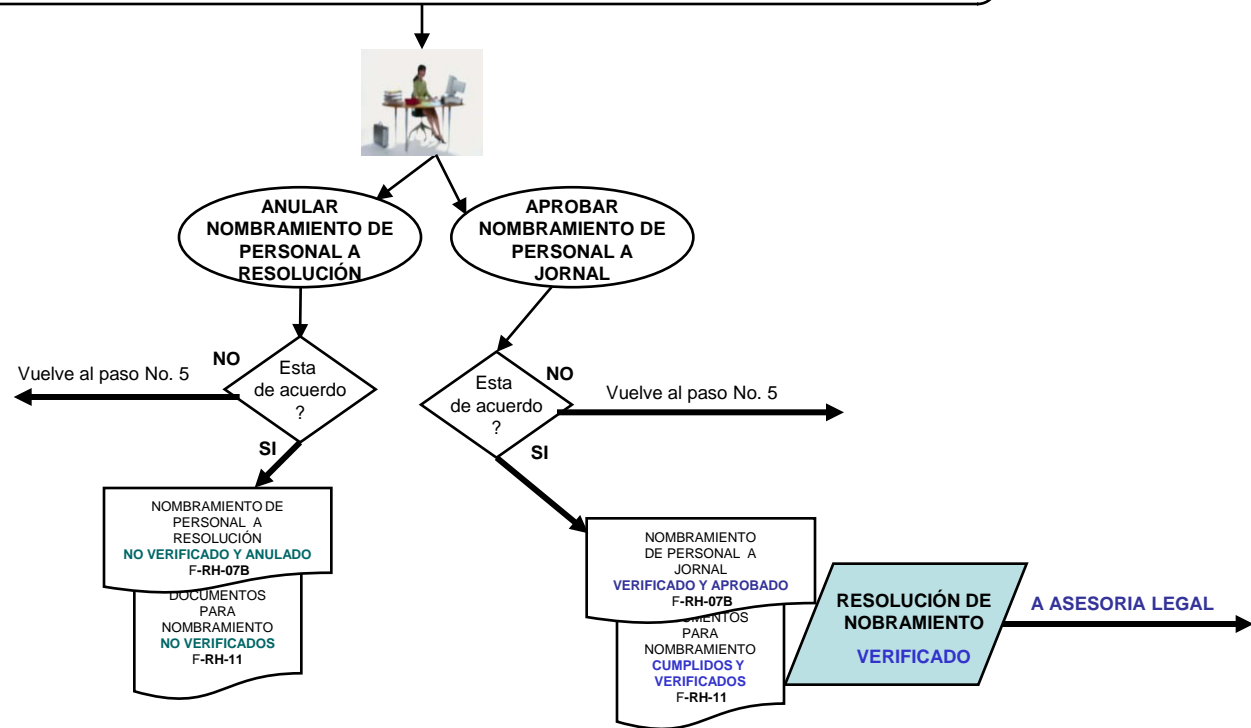 ANULAR
NOMBRAMIENTO DE
PERSONAL A
RESOLUCIÓN
APROBAR
NOMBRAMIENTO DE
PERSONAL A
JORNAL
NO
Vuelve al paso No. 5
Esta
de acuerdo
?
SI
NO
Vuelve al paso No. 5
Esta
de acuerdo
?
SI
NOMBRAMIENTO DE
PERSONAL A
RESOLUCIÓN
NO VERIFICADO Y ANULADO
F-RH-07B
DOCUMENTOS
PARA
NOMBRAMIENTO
NO VERIFICADOS
F-RH-11
NOMBRAMIENTO
DE PERSONAL A
JORNAL
VERIFICADO Y APROBADO
F-RH-07B
UMENTOS
PARA
NOMBRAMIENTO
CUMPLIDOS Y
VERIFICADOS
F-RH-11
RESOLUCIÓN DE
NOBRAMIENTO
VERIFICADO
A ASESORIA LEGAL